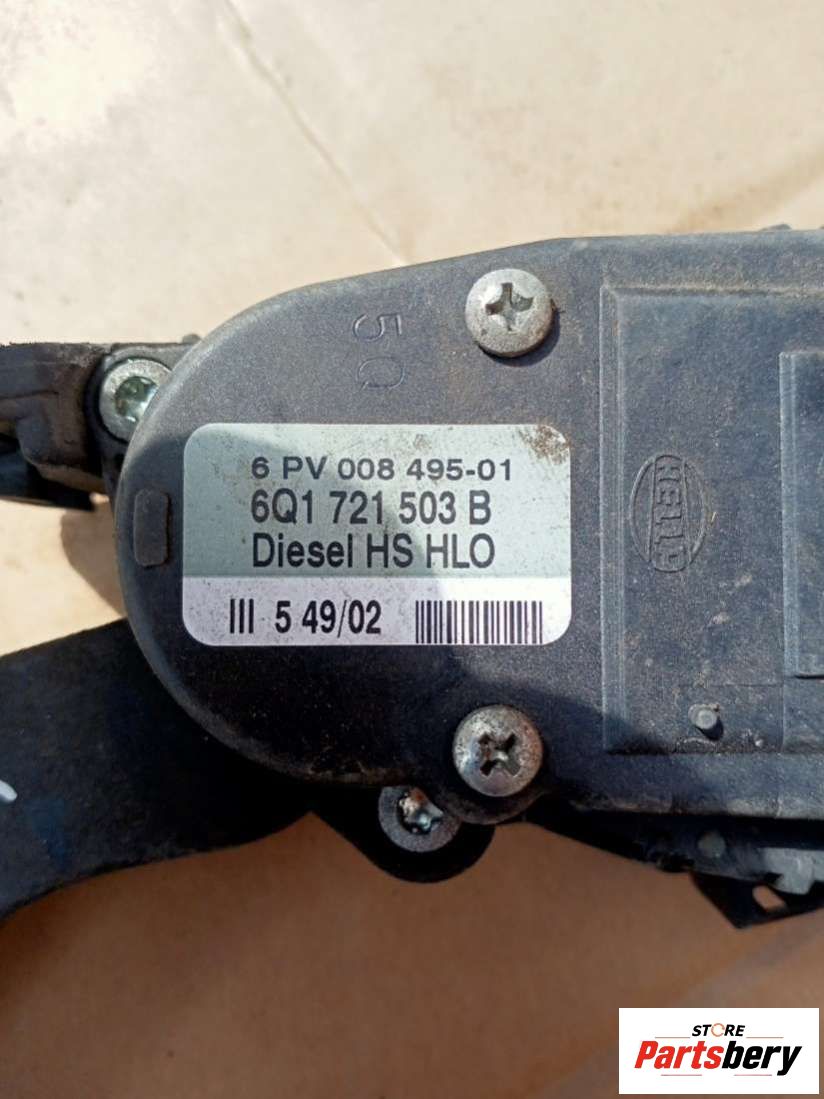 50
6 PV 008 495-01
6Q1 721 503 B
Diesel HS HLO
III 5 49/02
HELLA
STORE
Partsbery